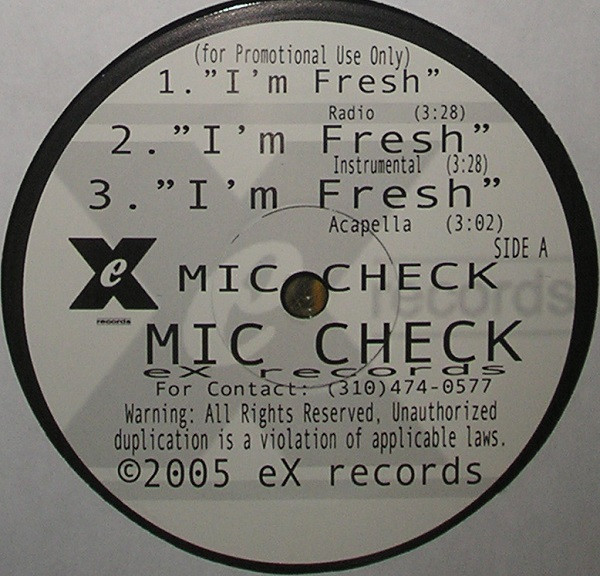 (for Promotional Use Only)
1."I'm Fresh"
Radio (3:28)
2."I'm Fresh"
Instrumental (3:28)
3."I'm Fresh"
Acapella (3:02)
SIDE A
eX
records
MIC CHECK
records
MIC CHECK
eX records
For Contact: (310)474-0577
Warning: All Rights Reserved, Unauthorized
duplication is a violation of applicable laws.
©2005 eX records